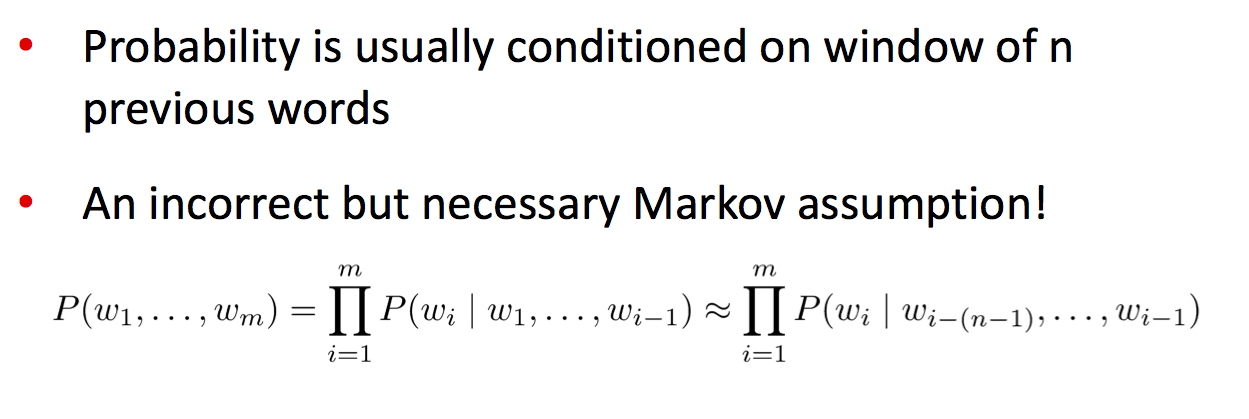 • Probability is usually conditioned on window of n
previous words
• An incorrect but necessary Markov assumption!
$P(w_1, \ldots, w_m) = \prod_{i=1}^{m} P(w_i \mid w_1, \ldots, w_{i-1}) \approx \prod_{i=1}^{m} P(w_i \mid w_{i-(n-1)}, \ldots, w_{i-1})$